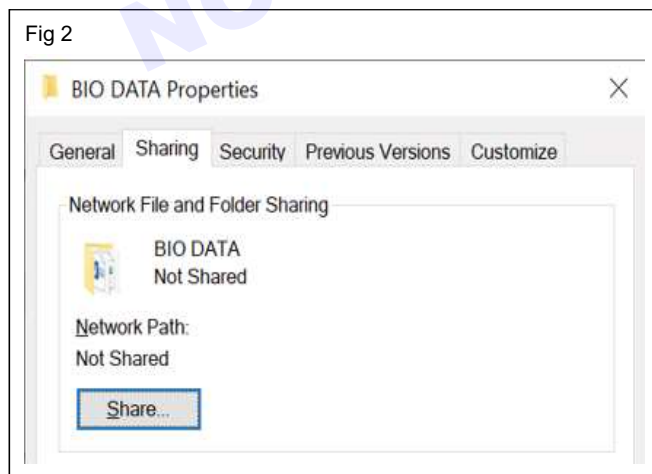 Fig 2
BIO DATA Properties
General Sharing Security Previous Versions Customize
Network File and Folder Sharing
BIO DATA
Not Shared
Network Path:
Not Shared
Share...